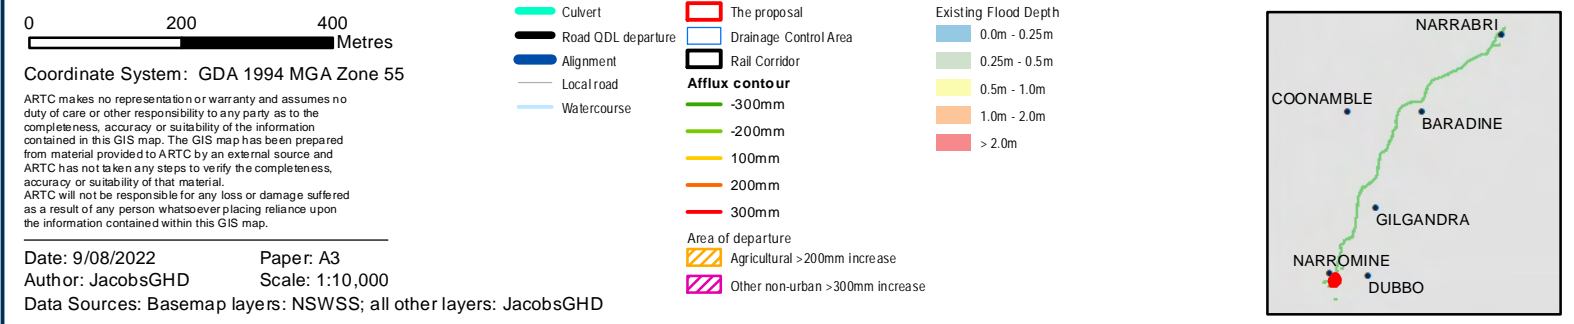 0 200 400
Metres
Coordinate System: GDA 1994 MGA Zone 55
ARTC makes no representation or warranty and assumes no
duty of care or other responsibility to any party as to the
completeness, accuracy or suitability of the information
contained in this GIS map. The GIS map has been prepared
from material provided to ARTC by an external source and
ARTC has not taken any steps to verify the completeness,
accuracy or suitability of that material.
ARTC will not be responsible for any loss or damage suffered
as a result of any person whatsoever placing reliance upon
the information contained within this GIS map.
Date: 9/08/2022 Paper: A3
Author: JacobsGHD Scale: 1:10,000
Data Sources: Basemap layers: NSWSS; all other layers: JacobsGHD
Culvert
Road QDL departure
Alignment
Local road
Watercourse
The proposal
Drainage Control Area
Rail Corridor
Afflux contour
-300mm
-200mm
100mm
200mm
300mm
Area of departure
Agricultural >200mm increase
Other non-urban >300mm increase
Existing Flood Depth
0.0m - 0.25m
0.25m - 0.5m
0.5m - 1.0m
1.0m - 2.0m
> 2.0m
NARRABRI
COONAMBLE
BARADINE
GILGANDRA
NARROMINE
DUBBO